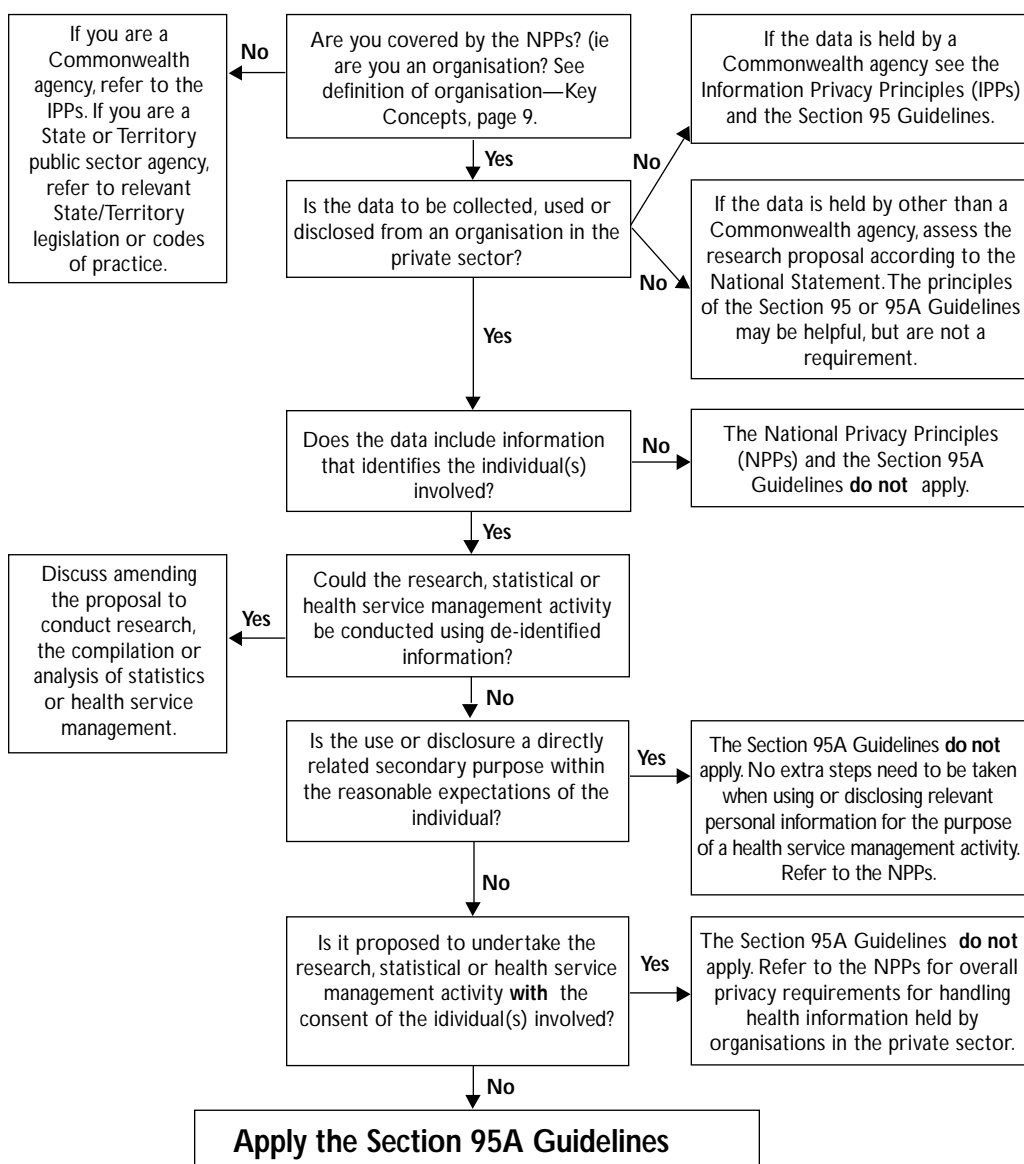 If you are a
Commonwealth
agency, refer to the
IPPs. If you are a
State or Territory
public sector agency,
refer to relevant
State/Territory
legislation or codes
of practice.
No
Are you covered by the NPPs? (ie
are you an organisation? See
definition of organisation—Key
Concepts, page 9.
If the data is held by a
Commonwealth agency see the
Information Privacy Principles (IPPs)
and the Section 95 Guidelines.
Yes
No
Is the data to be collected, used or
disclosed from an organisation in the
private sector?
No
If the data is held by other than a
Commonwealth agency, assess the
research proposal according to the
National Statement. The principles
of the Section 95 or 95A Guidelines
may be helpful, but are not a
requirement.
Yes
Does the data include information
that identifies the individual(s)
involved?
No
The National Privacy Principles
(NPPs) and the Section 95A
Guidelines do not apply.
Yes
Discuss amending
the proposal to
conduct research,
the compilation or
analysis of statistics
or health service
management.
Yes
Could the research, statistical or
health service management activity
be conducted using de-identified
information?
No
Is the use or disclosure a directly
related secondary purpose within
the reasonable expectations of the
individual?
Yes
The Section 95A Guidelines do not
apply. No extra steps need to be taken
when using or disclosing relevant
personal information for the purpose
of a health service management activity.
Refer to the NPPs.
No
Is it proposed to undertake the
research, statistical or health service
management activity with the
consent of the idividual(s) involved?
Yes
The Section 95A Guidelines do not
apply. Refer to the NPPs for overall
privacy requirements for handling
health information held by
organisations in the private sector.
No
Apply the Section 95A Guidelines